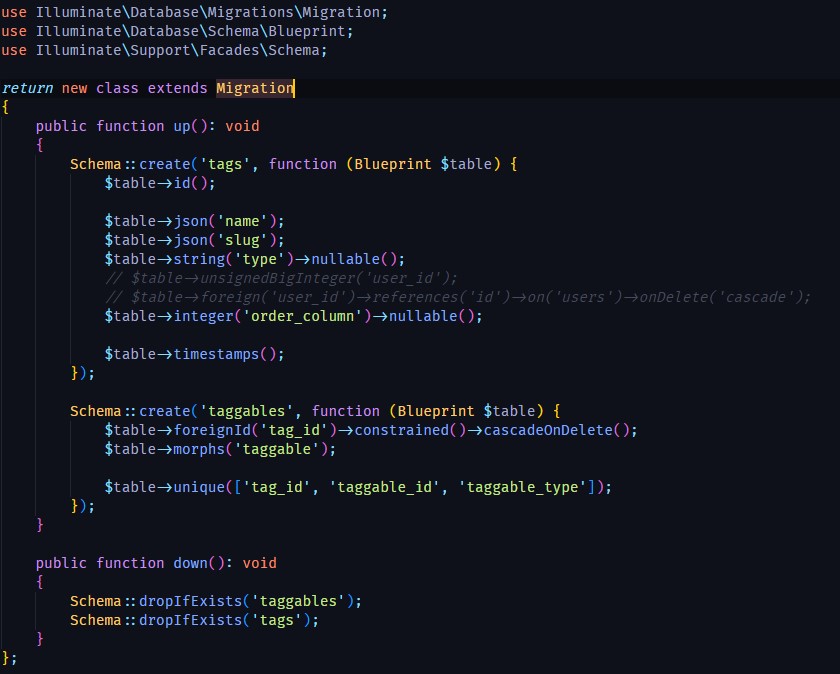 use Illuminate\Database\Migrations\Migration;
use Illuminate\Database\Schema\Blueprint;
use Illuminate\Support\Facades\Schema;

return new class extends Migration
{
    public function up(): void
    {
        Schema::create('tags', function (Blueprint $table) {
            $table->id();

            $table->json('name');
            $table->json('slug');
            $table->string('type')->nullable();
            // $table->unsignedBigInteger('user_id');
            // $table->foreign('user_id')->references('id')->on('users')->onDelete('cascade');
            $table->integer('order_column')->nullable();

            $table->timestamps();
        });

        Schema::create('taggables', function (Blueprint $table) {
            $table->foreignId('tag_id')->constrained()->cascadeOnDelete();
            $table->morphs('taggable');

            $table->unique(['tag_id', 'taggable_id', 'taggable_type']);
        });
    }

    public function down(): void
    {
        Schema::dropIfExists('taggables');
        Schema::dropIfExists('tags');
    }
};